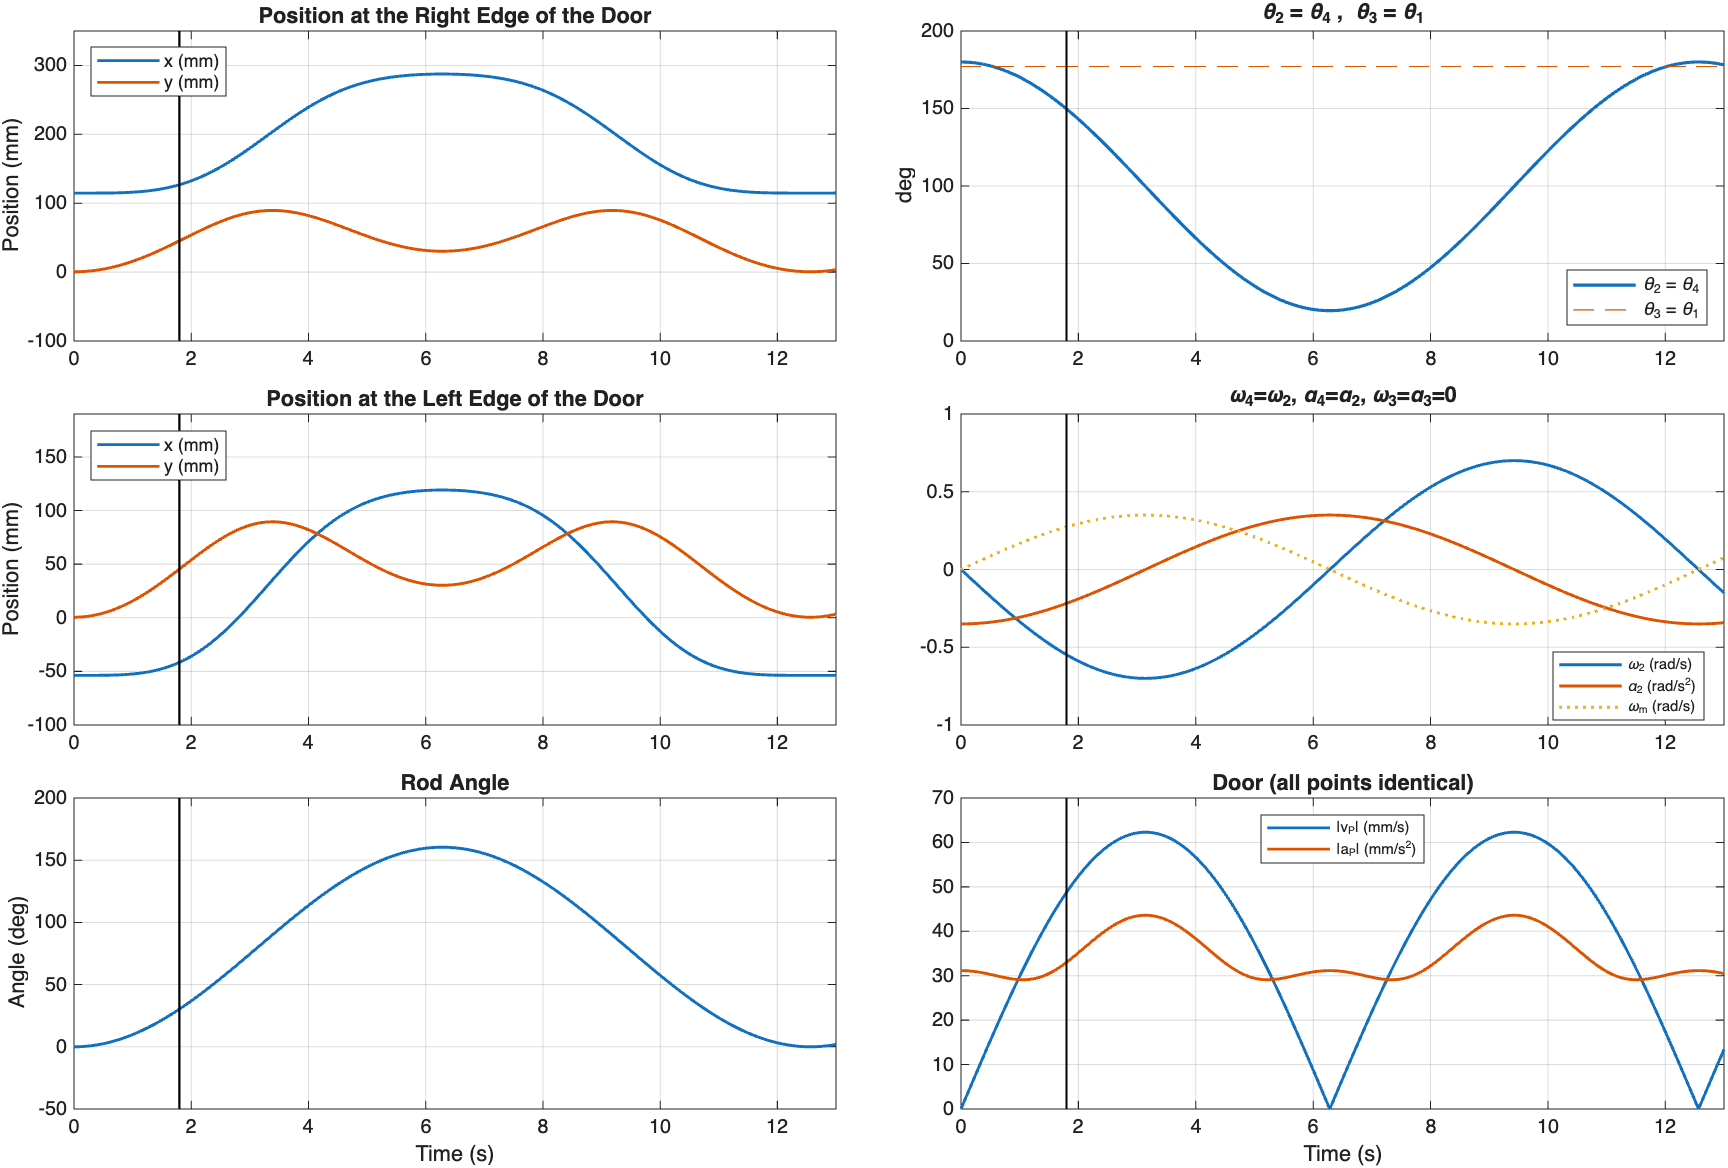 Position at the Right Edge of the Door
x (mm)
y (mm)
Position (mm)
300
200
100
0
-100
0 2 4 6 8 10 12
θ2 = θ4 , θ3 = θ1
deg
200
150
100
50
0
θ2 = θ4
θ3 = θ1
0 2 4 6 8 10 12
Position at the Left Edge of the Door
x (mm)
y (mm)
Position (mm)
150
100
50
0
-50
-100
0 2 4 6 8 10 12
ω4=ω2, α4=α2, ω3=α3=0
1
0.5
0
-0.5
-1
ω2 (rad/s)
α2 (rad/s2)
ωm (rad/s)
0 2 4 6 8 10 12
Rod Angle
Angle (deg)
200
150
100
50
0
-50
0 2 4 6 8 10 12
Time (s)
Door (all points identical)
|vP| (mm/s)
|aP| (mm/s2)
70
60
50
40
30
20
10
0
0 2 4 6 8 10 12
Time (s)